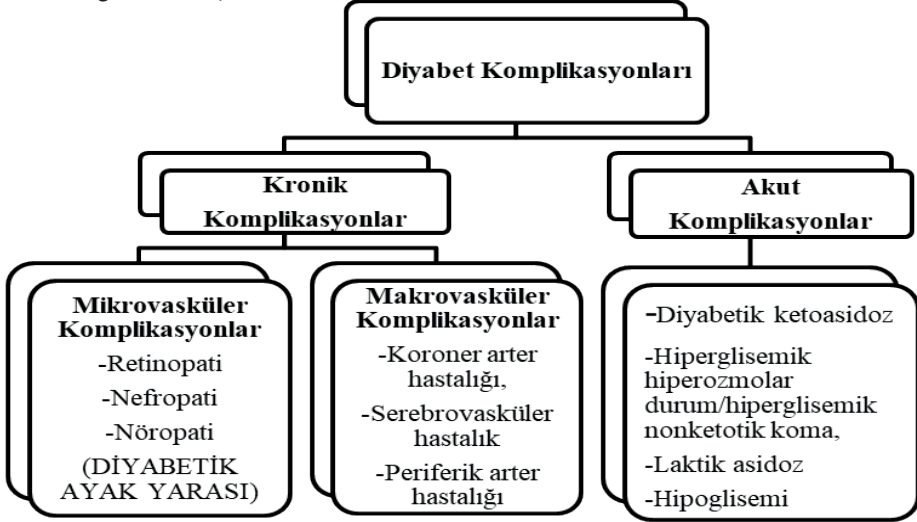 Diyabet Komplikasyonları
Kronik
Komplikasyonlar
Akut
Komplikasyonlar
Mikrovasküler
Komplikasyonlar
-Retinopati
-Nefropati
-Nöropati
(DİYABETİK
AYAK YARASI)
Makrovasküler
Komplikasyonlar
-Koroner arter
hastalığı,
-Serebrovasküler
hastalık
-Periferik arter
hastalığı
-Diyabetik ketoasidoz
-Hiperglisemik
hiperozmolar
durum/hiperglisemik
nonketotik koma,
-Laktik asidoz
-Hipoglisemi